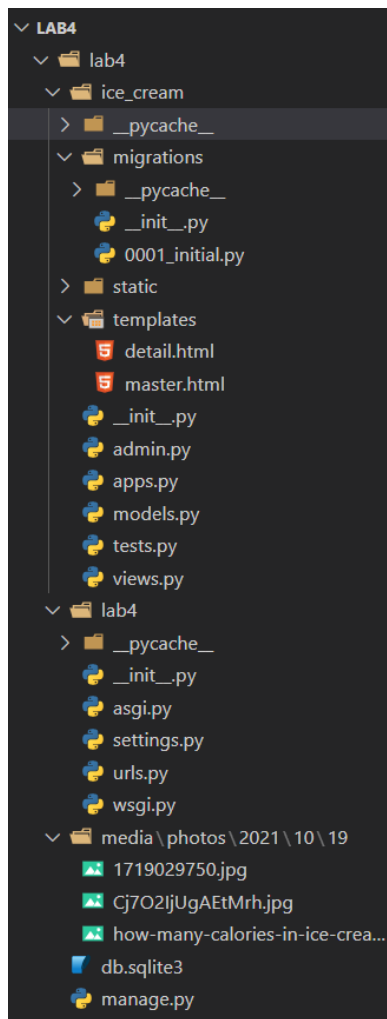 LAB4
lab4
ice_cream
__pycache__
migrations
__pycache__
__init__.py
0001_initial.py
static
templates
detail.html
master.html
__init__.py
admin.py
apps.py
models.py
tests.py
views.py
lab4
__pycache__
__init__.py
asgi.py
settings.py
urls.py
wsgi.py
media\photos\2021\10\19
1719029750.jpg
Cj7O2IjUgAEtMrh.jpg
how-many-calories-in-ice-crea...
db.sqlite3
manage.py